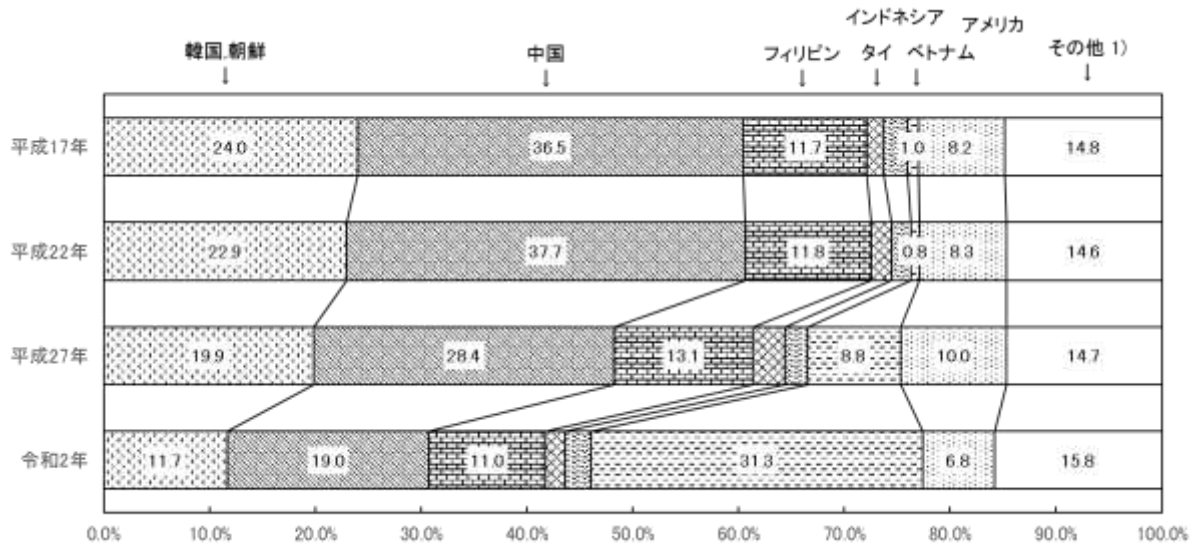 インドネシア アメリカ
韓国,朝鮮 中国 フィリピン タイ ベトナム その他 1)
↓ ↓ ↓ ↓ ↓ ↓
平成17年 24.0 36.5 11.7 1.0 8.2 14.8
平成22年 22.9 37.7 11.8 0.8 8.3 14.6
平成27年 19.9 28.4 13.1 8.8 10.0 14.7
令和2年 11.7 19.0 11.0 31.3 6.8 15.8
0.0% 10.0% 20.0% 30.0% 40.0% 50.0% 60.0% 70.0% 80.0% 90.0% 100.0%